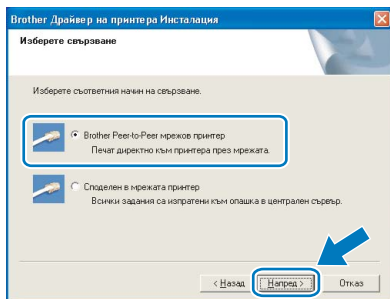 Brother Драйвер на принтера Инсталация
Изберете свързване
Изберете съответния начин на свързване.
Brother Peer-to-Peer мрежов принтер
Печат директно към принтера през мрежата.
Споделен в мрежата принтер
Всички задания са изпратени към опашка в централен сървър.
< Назад Напред > Отказ